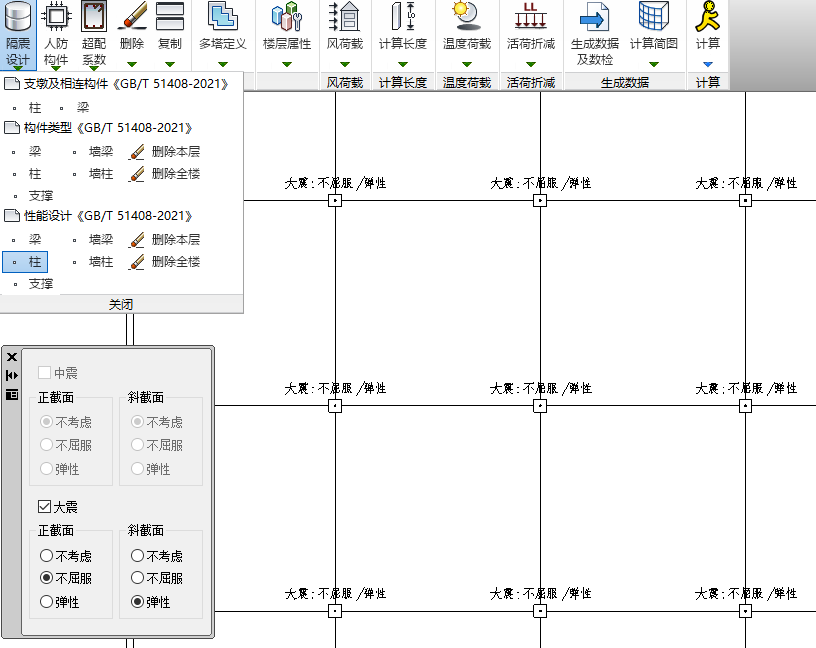 隔震 人防 超配 删除 复制 多塔定义 楼层属性 风荷载 计算长度 温度荷载 活荷折减 生成数据 计算简图 计算
设计 构件 系数 及数检
风荷载 计算长度 温度荷载 活荷折减 生成数据 计算
支墩及相连构件《GB/T 51408-2021》
柱 梁
构件类型《GB/T 51408-2021》
梁 墙梁 删除本层
柱 墙柱 删除全楼
支撑
性能设计《GB/T 51408-2021》
梁 墙梁 删除本层
柱 墙柱 删除全楼
支撑
关闭
大震:不屈服/弹性 大震:不屈服/弹性 大震:不屈服/弹性
大震:不屈服/弹性 大震:不屈服/弹性 大震:不屈服/弹性
大震:不屈服/弹性 大震:不屈服/弹性 大震:不屈服/弹性
中震
正截面 斜截面
不考虑 不考虑
不屈服 不屈服
弹性 弹性
大震
正截面 斜截面
不考虑 不考虑
不屈服 不屈服
弹性 弹性